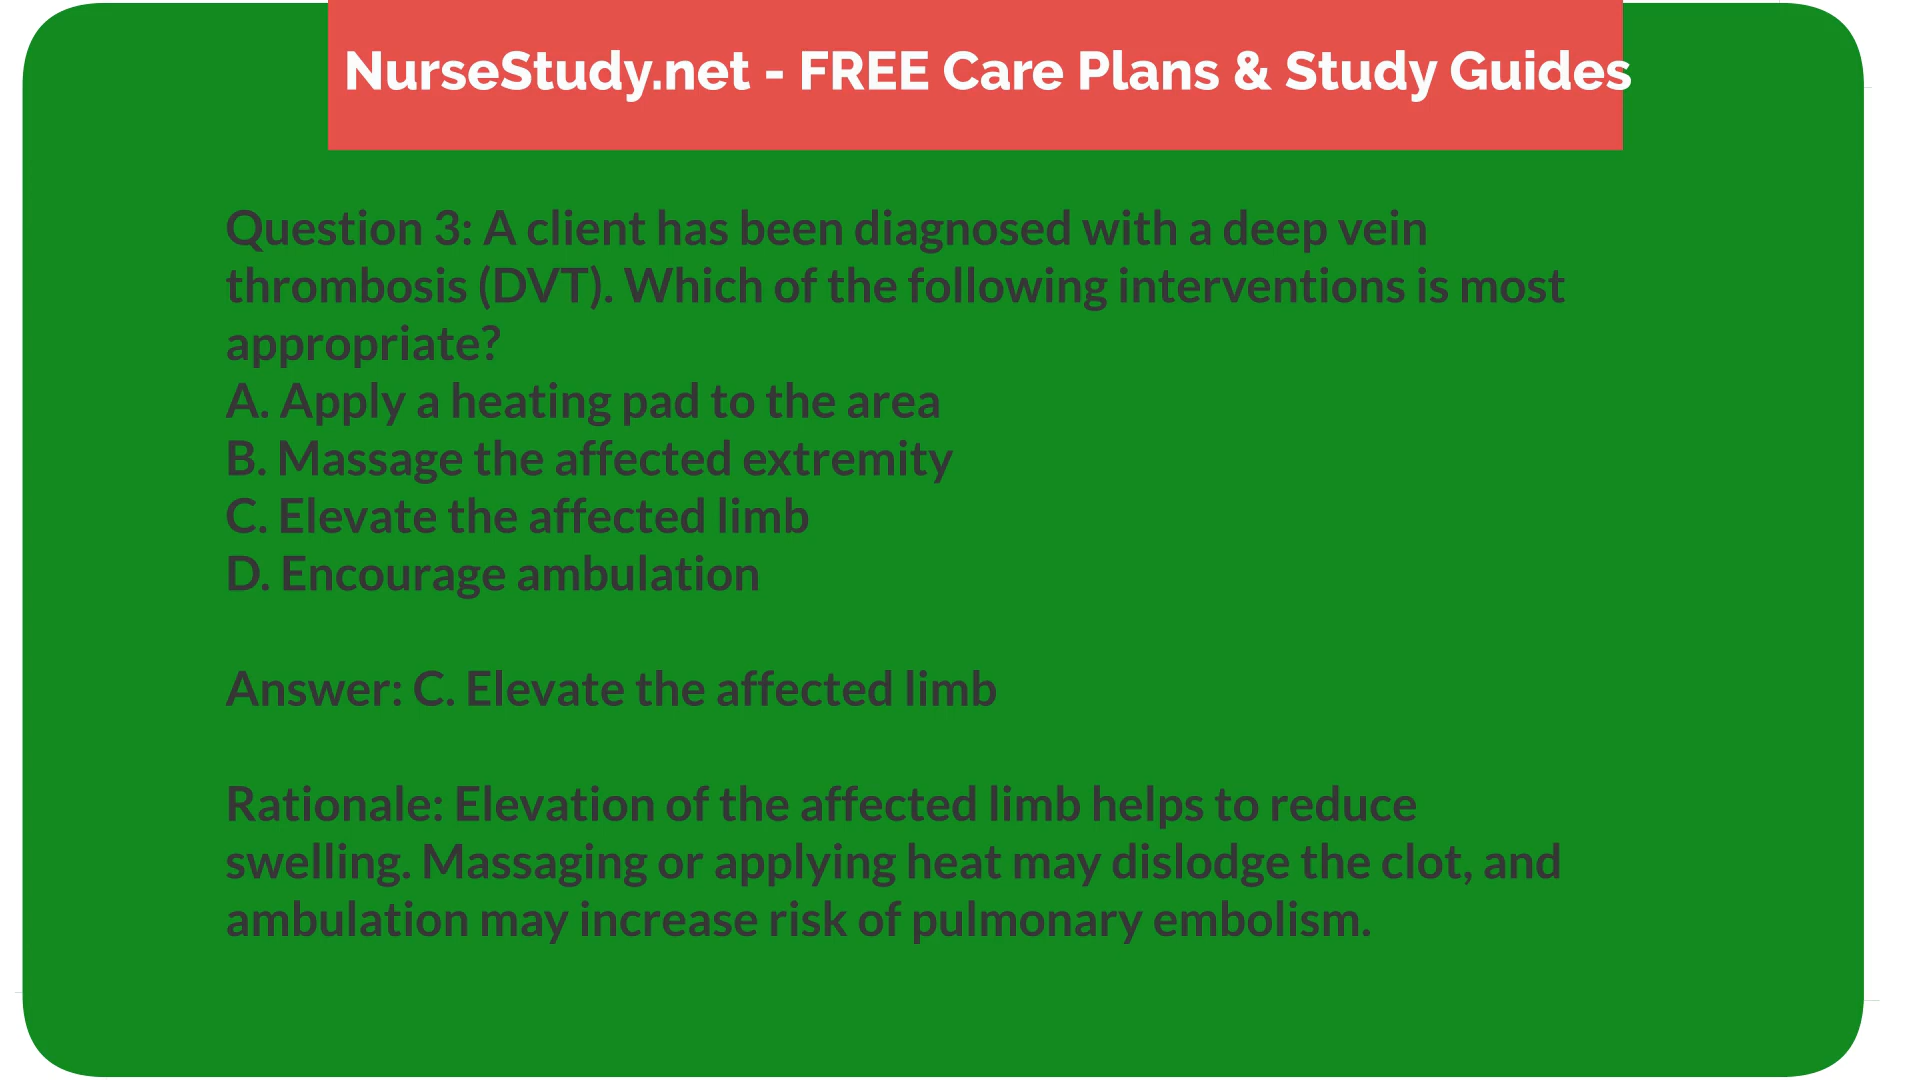 NurseStudy.net - FREE Care Plans & Study Guides
Question 3: A client has been diagnosed with a deep vein
thrombosis (DVT). Which of the following interventions is most
appropriate?
A. Apply a heating pad to the area
B. Massage the affected extremity
C. Elevate the affected limb
D. Encourage ambulation
Answer: C. Elevate the affected limb
Rationale: Elevation of the affected limb helps to reduce
swelling. Massaging or applying heat may dislodge the clot, and
ambulation may increase risk of pulmonary embolism.